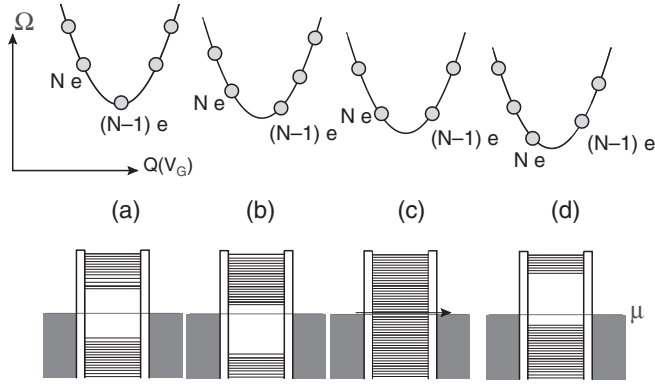 Ω
N e
(N–1) e
N e
(N–1) e
N e
(N–1) e
N e
(N–1) e
Q(V_G)
(a) (b) (c) (d)
μ